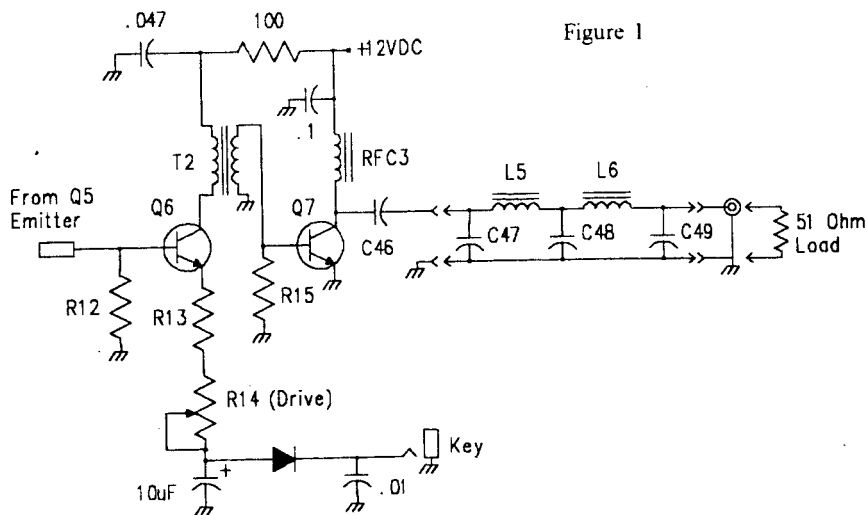 .047
100
+12VDC
Figure 1
.1
T2
RFC3
From Q5
Emitter
Q6
Q7
L5
L6
C46
C47
C48
C49
51 Ohm
Load
R12
R13
R15
R14 (Drive)
+
10uF
.01
Key